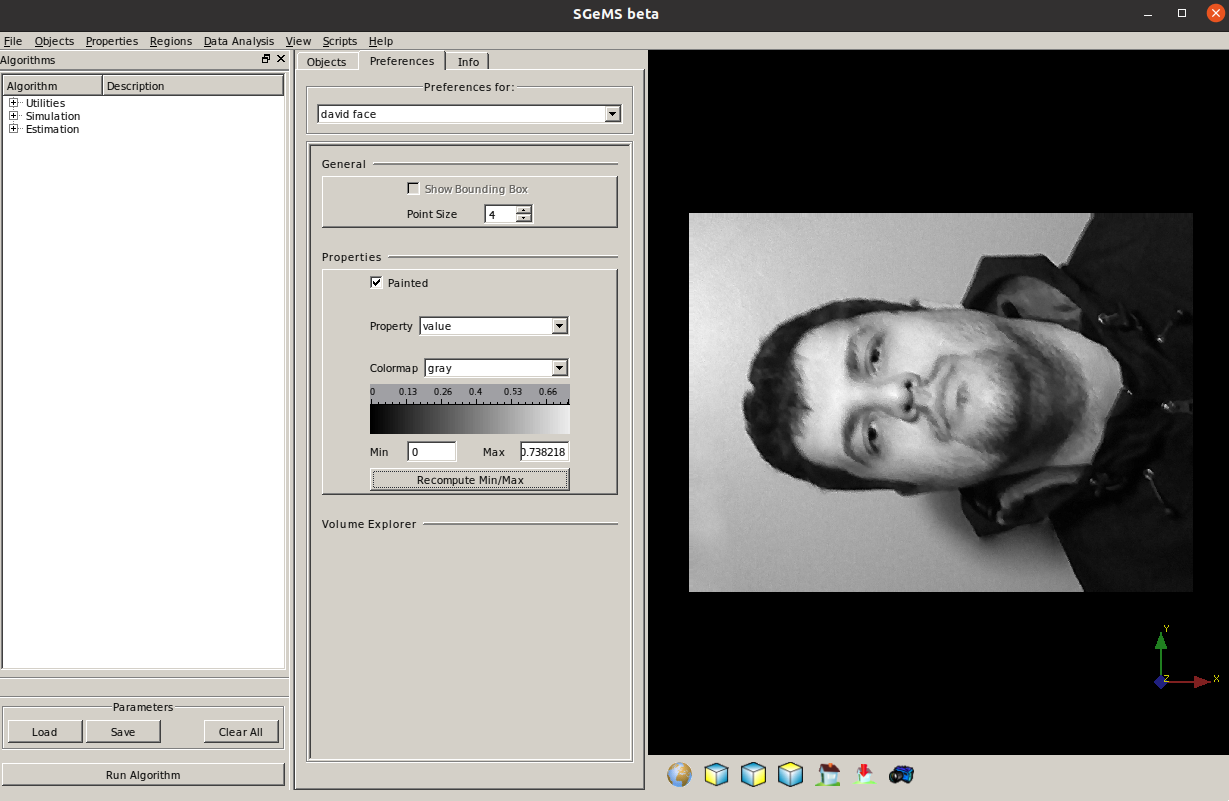 SGeMS beta
File Objects Properties Regions Data Analysis View Scripts Help
Algorithms
Algorithm Description
Utilities
Simulation
Estimation
Parameters
Load Save Clear All
Run Algorithm
Objects Preferences Info
Preferences for:
david face
General
Show Bounding Box
Point Size 4
Properties
Painted
Property value
Colormap gray
0 0.13 0.26 0.4 0.53 0.66
Min 0 Max 0.738218
Recompute Min/Max
Volume Explorer
Y
Z X